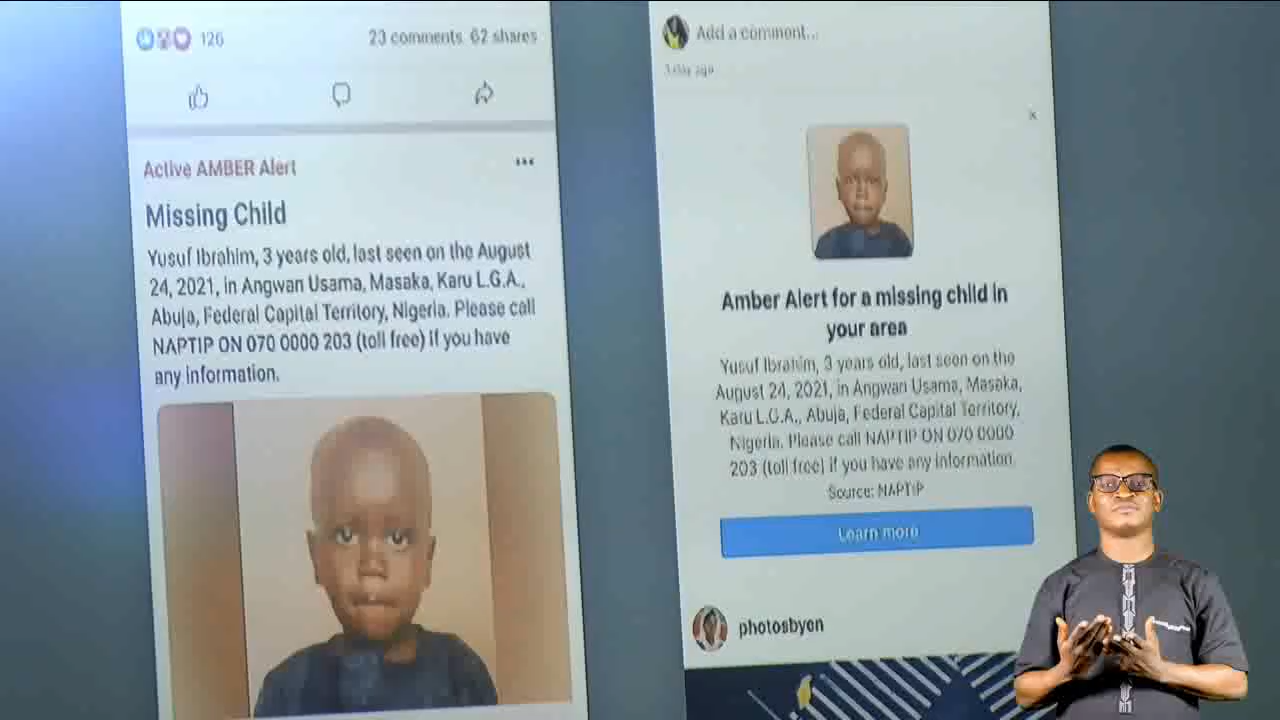 126
23 comments 62 shares
Active AMBER Alert
Missing Child
Yusuf Ibrahim, 3 years old, last seen on the August
24, 2021, in Angwan Usama, Masaka, Karu L.G.A.,
Abuja, Federal Capital Territory, Nigeria. Please call
NAPTIP ON 070 0000 203 (toll free) if you have
any information.
Add a comment...
3 day ago
Amber Alert for a missing child in
your area
Yusuf Ibrahim, 3 years old, last seen on the
August 24, 2021, in Angwan Usama, Masaka,
Karu L.G.A., Abuja, Federal Capital Territory,
Nigeria. Please call NAPTIP ON 070 0000
203 (toll free) if you have any information.
Source: NAPTIP
Learn more
photosbyen